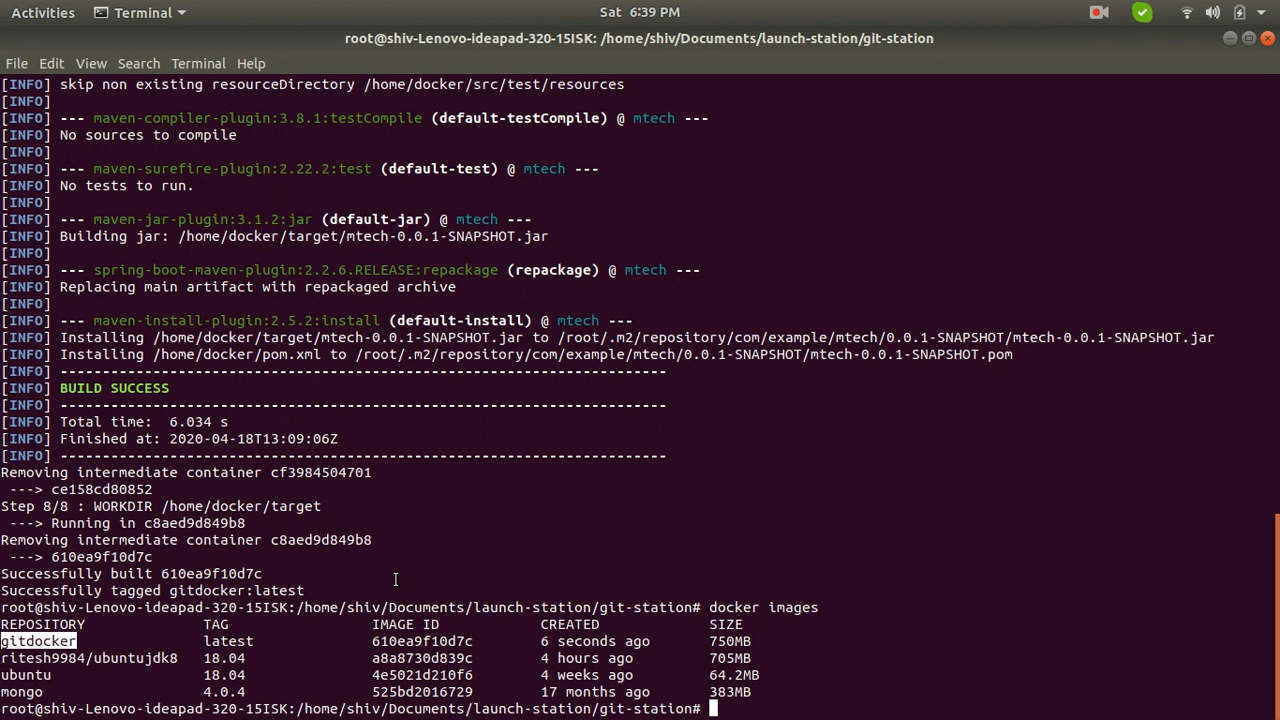 Activities Terminal Sat 6:39 PM
root@shiv-Lenovo-ideapad-320-15ISK: /home/shiv/Documents/launch-station/git-station
File Edit View Search Terminal Help
[INFO] skip non existing resourceDirectory /home/docker/src/test/resources
[INFO]
[INFO] --- maven-compiler-plugin:3.8.1:testCompile (default-testCompile) @ mtech ---
[INFO] No sources to compile
[INFO]
[INFO] --- maven-surefire-plugin:2.22.2:test (default-test) @ mtech ---
[INFO] No tests to run.
[INFO]
[INFO] --- maven-jar-plugin:3.1.2:jar (default-jar) @ mtech ---
[INFO] Building jar: /home/docker/target/mtech-0.0.1-SNAPSHOT.jar
[INFO]
[INFO] --- spring-boot-maven-plugin:2.2.6.RELEASE:repackage (repackage) @ mtech ---
[INFO] Replacing main artifact with repackaged archive
[INFO]
[INFO] --- maven-install-plugin:2.5.2:install (default-install) @ mtech ---
[INFO] Installing /home/docker/target/mtech-0.0.1-SNAPSHOT.jar to /root/.m2/repository/com/example/mtech/0.0.1-SNAPSHOT/mtech-0.0.1-SNAPSHOT.jar
[INFO] Installing /home/docker/pom.xml to /root/.m2/repository/com/example/mtech/0.0.1-SNAPSHOT/mtech-0.0.1-SNAPSHOT.pom
[INFO] ------------------------------------------------------------------------
[INFO] BUILD SUCCESS
[INFO] ------------------------------------------------------------------------
[INFO] Total time:  6.034 s
[INFO] Finished at: 2020-04-18T13:09:06Z
[INFO] ------------------------------------------------------------------------
Removing intermediate container cf3984504701
 ---> ce158cd80852
Step 8/8 : WORKDIR /home/docker/target
 ---> Running in c8aed9d849b8
Removing intermediate container c8aed9d849b8
 ---> 610ea9f10d7c
Successfully built 610ea9f10d7c
Successfully tagged gitdocker:latest
root@shiv-Lenovo-ideapad-320-15ISK:/home/shiv/Documents/launch-station/git-station# docker images
REPOSITORY TAG IMAGE ID CREATED SIZE
gitdocker latest 610ea9f10d7c 6 seconds ago 750MB
ritesh9984/ubuntujdk8 18.04 a8a8730d839c 4 hours ago 705MB
ubuntu 18.04 4e5021d210f6 4 weeks ago 64.2MB
mongo 4.0.4 525bd2016729 17 months ago 383MB
root@shiv-Lenovo-ideapad-320-15ISK:/home/shiv/Documents/launch-station/git-station#